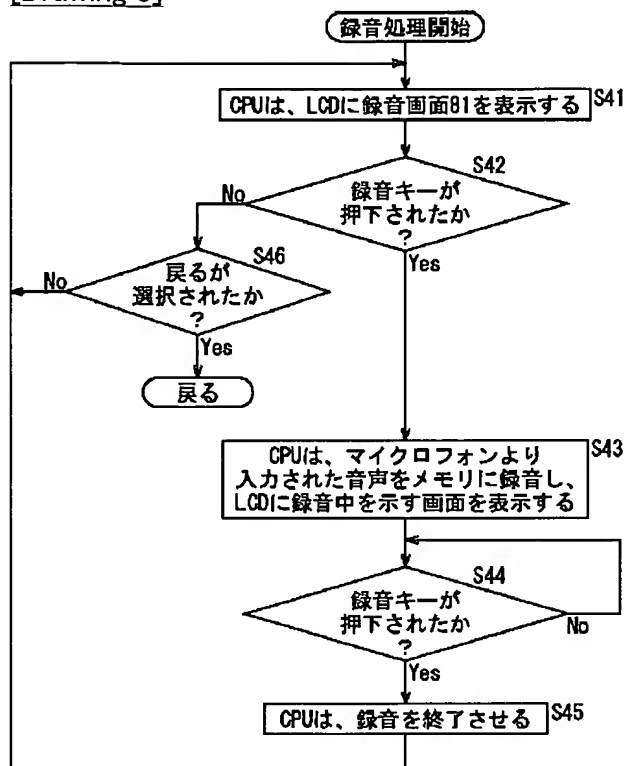 録音処理開始
CPUは、LCDに録音画面81を表示する
S41
S42
録音キーが
押下されたか
?
No
Yes
S46
戻るが
選択されたか
?
No
Yes
戻る
S43
CPUは、マイクロフォンより
入力された音声をメモリに録音し、
LCDに録音中を示す画面を表示する
S44
録音キーが
押下されたか
?
No
Yes
CPUは、録音を終了させる
S45